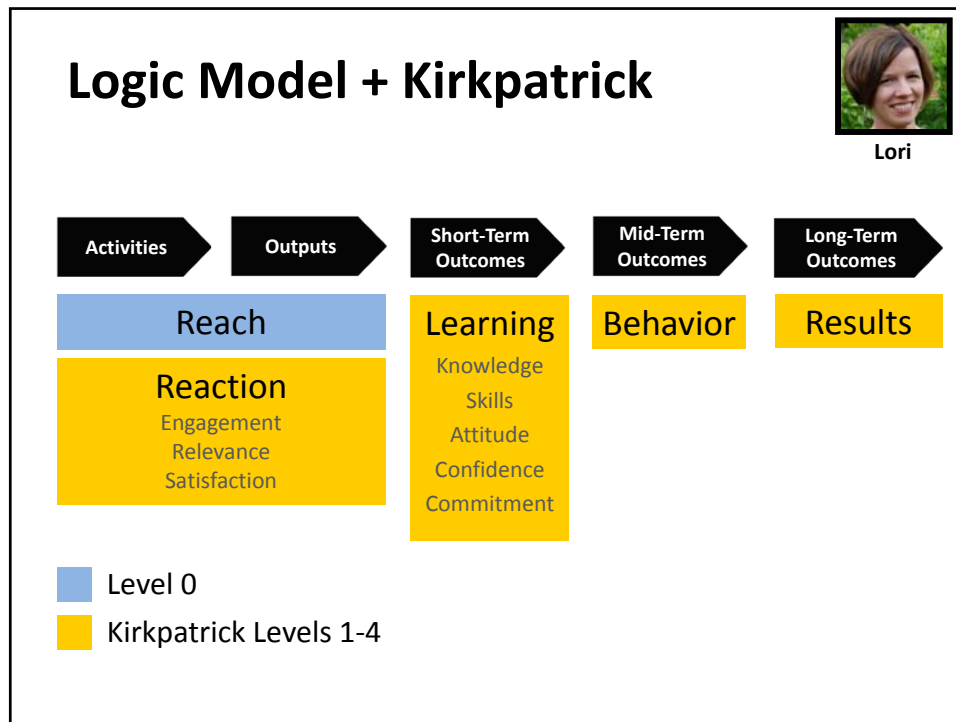 Logic Model + Kirkpatrick
Lori
Activities
Outputs
Short-Term
Outcomes
Mid-Term
Outcomes
Long-Term
Outcomes
Reach
Reaction
Engagement
Relevance
Satisfaction
Learning
Knowledge
Skills
Attitude
Confidence
Commitment
Behavior
Results
Level 0
Kirkpatrick Levels 1-4